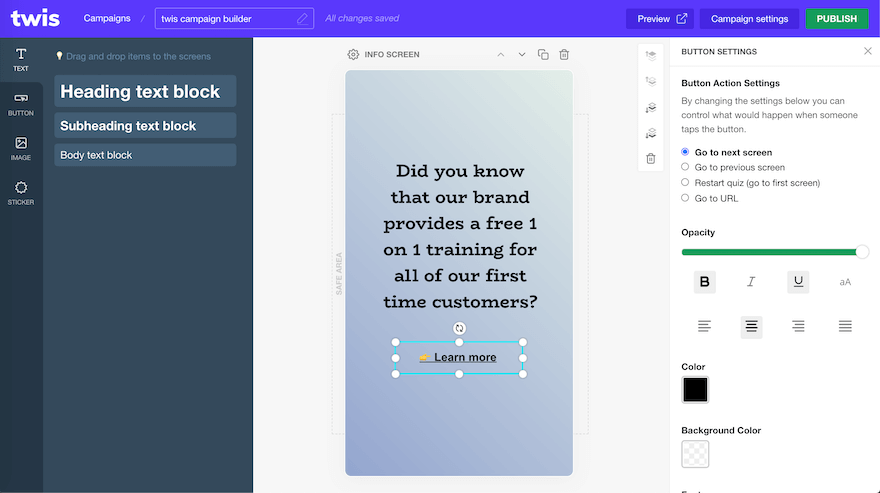 twis
Campaigns / twis campaign builder All changes saved Preview Campaign settings PUBLISH
TEXT
BUTTON
IMAGE
STICKER
Drag and drop items to the screens
Heading text block
Subheading text block
Body text block
INFO SCREEN
SAFE AREA
Did you know
that our brand
provides a free 1
on 1 training for
all of our first
time customers?
👉 Learn more
BUTTON SETTINGS
Button Action Settings
By changing the settings below you can
control what would happen when someone
taps the button.
Go to next screen
Go to previous screen
Restart quiz (go to first screen)
Go to URL
Opacity
B I U aA
Color
Background Color